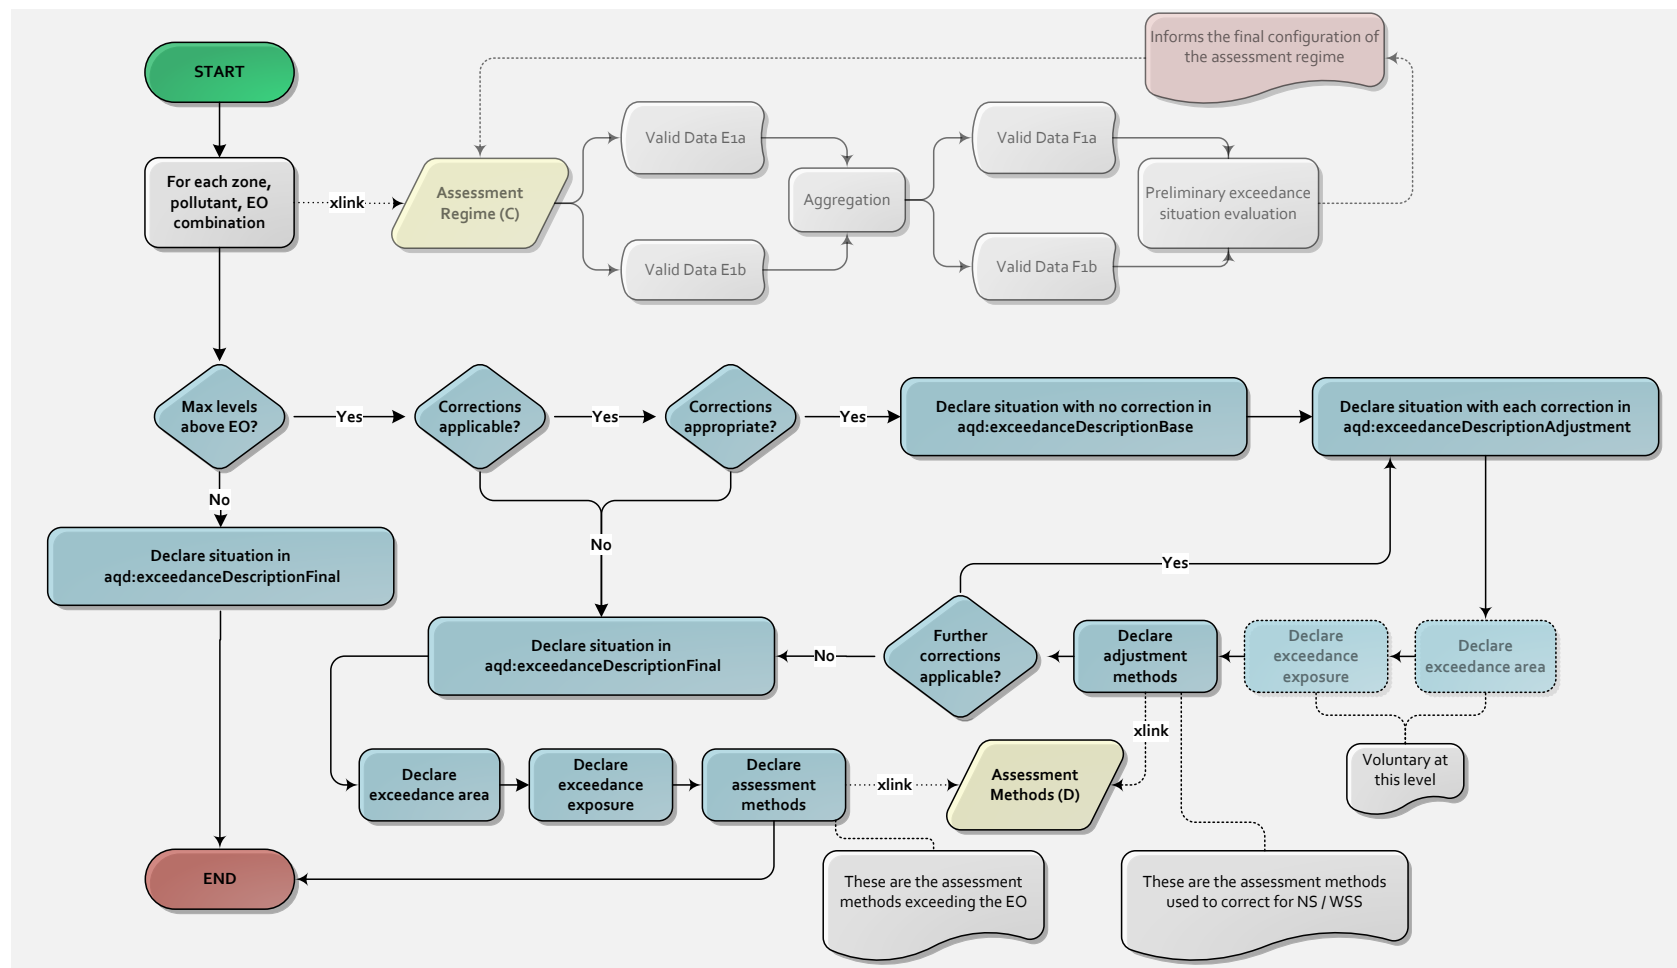 Informs the final configuration of
the assessment regime
START
Valid Data E1a
Valid Data F1a
For each zone,
pollutant, EO
combination
xlink
Assessment
Regime (C)
Aggregation
Preliminary exceedance
situation evaluation
Valid Data E1b
Valid Data F1b
Max levels
above EO?
Yes
Corrections
applicable?
Yes
Corrections
appropriate?
Yes
Declare situation with no correction in
aqd:exceedanceDescriptionBase
Declare situation with each correction in
aqd:exceedanceDescriptionAdjustment
No
No
Declare situation in
aqd:exceedanceDescriptionFinal
Yes
Declare situation in
aqd:exceedanceDescriptionFinal
No
Further
corrections
applicable?
Declare
adjustment
methods
Declare
exceedance
exposure
Declare
exceedance area
xlink
Voluntary at
this level
Declare
exceedance area
Declare
exceedance
exposure
Declare
assessment
methods
xlink
Assessment
Methods (D)
END
These are the assessment
methods exceeding the EO
These are the assessment methods
used to correct for NS / WSS